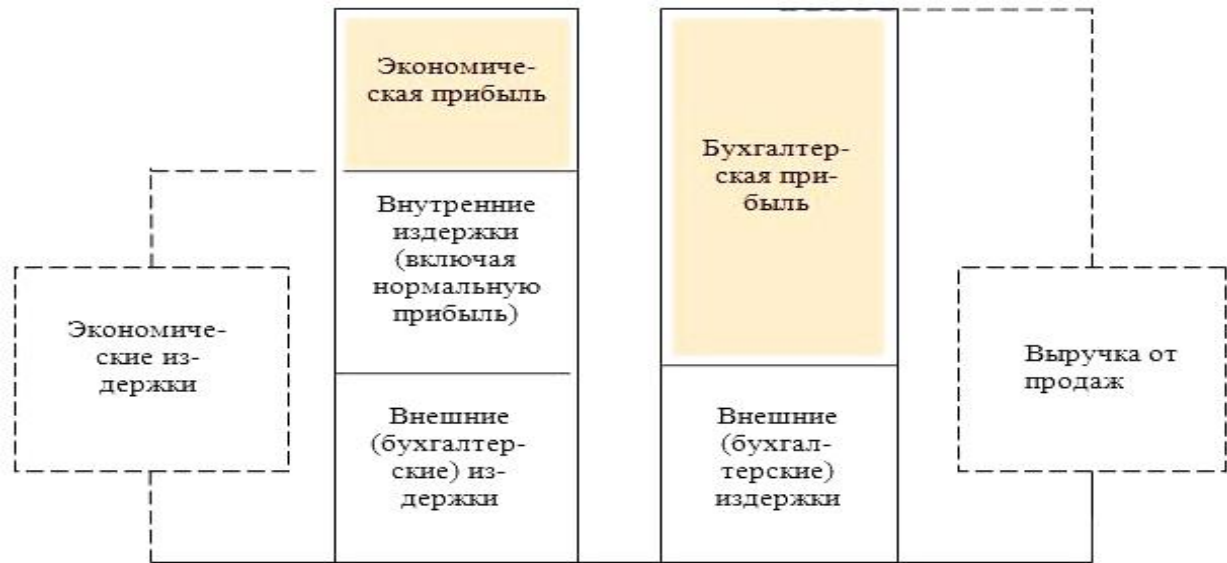 Экономиче-
ская прибыль
Внутренние
издержки
(включая
нормальную
прибыль)
Внешние
(бухгалтер-
ские) из-
держки
Бухгалтер-
ская при-
быль
Внешние
(бухгал-
терские)
издержки
Экономиче-
ские из-
держки
Выручка от
продаж